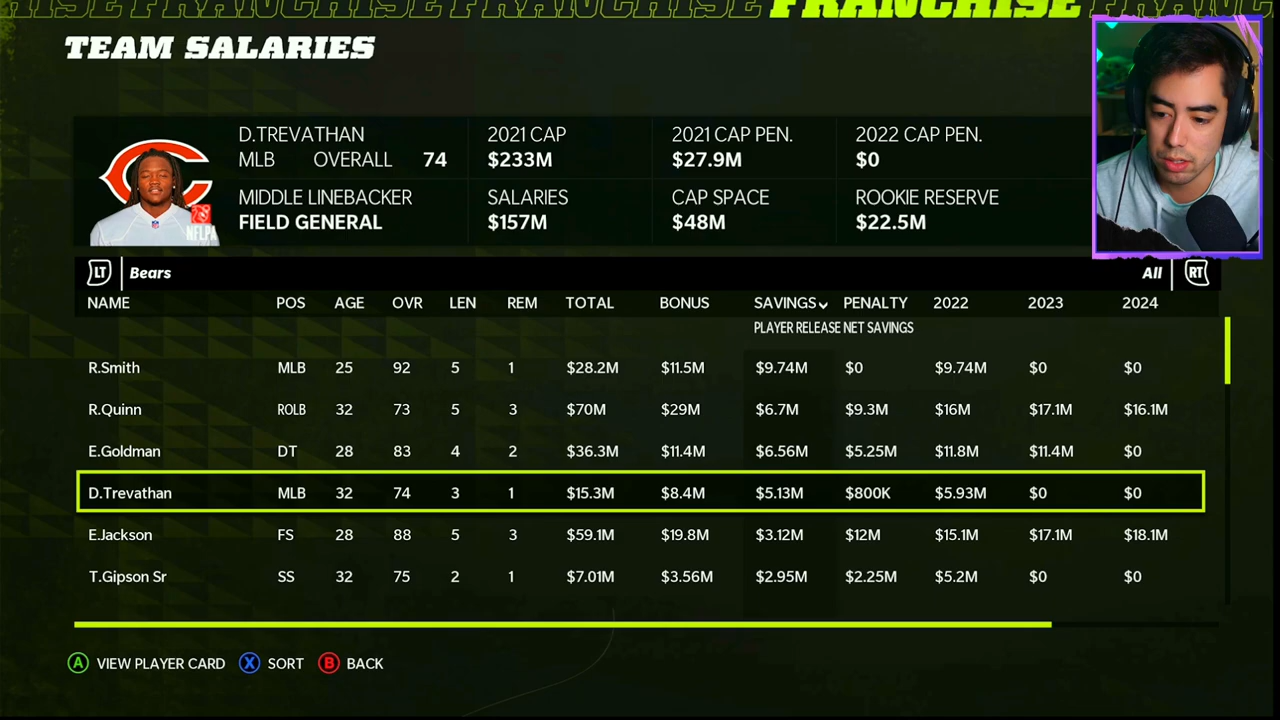 FRANCHISE FRANCHISE FRANCHISE FRANCHISE FRANC
TEAM SALARIES
D.TREVATHAN 2021 CAP 2021 CAP PEN. 2022 CAP PEN.
MLB OVERALL 74 $233M $27.9M $0
MIDDLE LINEBACKER SALARIES CAP SPACE ROOKIE RESERVE
FIELD GENERAL $157M $48M $22.5M
NFLPA
LT Bears All RT
NAME POS AGE OVR LEN REM TOTAL BONUS SAVINGS PENALTY 2022 2023 2024
PLAYER RELEASE NET SAVINGS
R.Smith MLB 25 92 5 1 $28.2M $11.5M $9.74M $0 $9.74M $0 $0
R.Quinn ROLB 32 73 5 3 $70M $29M $6.7M $9.3M $16M $17.1M $16.1M
E.Goldman DT 28 83 4 2 $36.3M $11.4M $6.56M $5.25M $11.8M $11.4M $0
D.Trevathan MLB 32 74 3 1 $15.3M $8.4M $5.13M $800K $5.93M $0 $0
E.Jackson FS 28 88 5 3 $59.1M $19.8M $3.12M $12M $15.1M $17.1M $18.1M
T.Gipson Sr SS 32 75 2 1 $7.01M $3.56M $2.95M $2.25M $5.2M $0 $0
A VIEW PLAYER CARD X SORT B BACK